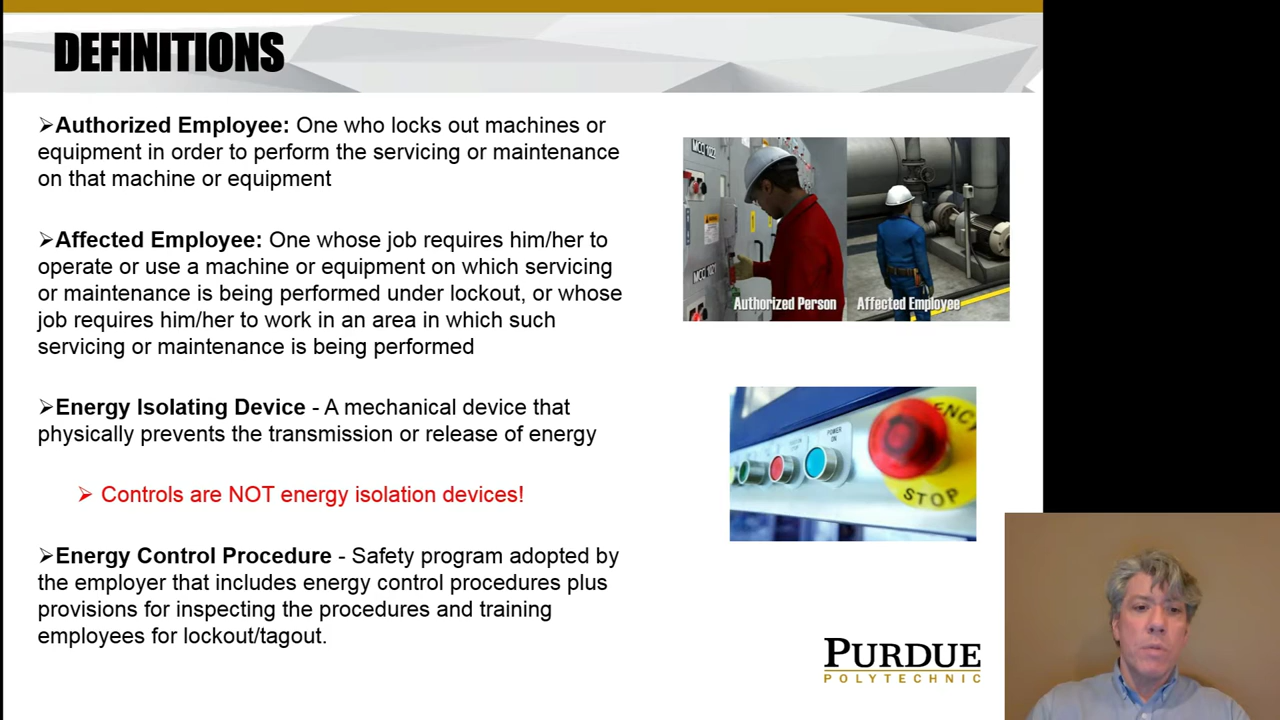 DEFINITIONS
➢Authorized Employee: One who locks out machines or
equipment in order to perform the servicing or maintenance
on that machine or equipment
➢Affected Employee: One whose job requires him/her to
operate or use a machine or equipment on which servicing
or maintenance is being performed under lockout, or whose
job requires him/her to work in an area in which such
servicing or maintenance is being performed
➢Energy Isolating Device - A mechanical device that
physically prevents the transmission or release of energy
➢ Controls are NOT energy isolation devices!
➢Energy Control Procedure - Safety program adopted by
the employer that includes energy control procedures plus
provisions for inspecting the procedures and training
employees for lockout/tagout.
Authorized Person
Affected Employee
POWER
ON
STOP
PURDUE
POLYTECHNIC